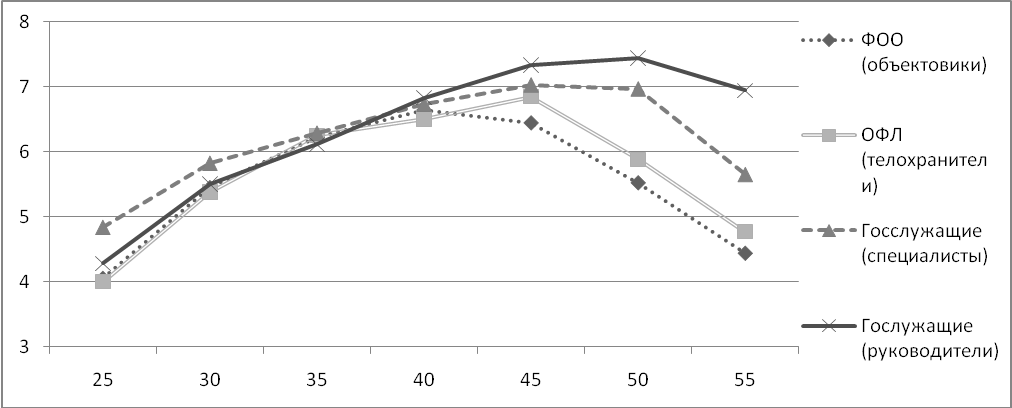 8
7
6
5
4
3
25 30 35 40 45 50 55
ФОО
(объектовики)
ОФЛ
(телохранител
и)
Госслужащие
(специалисты)
Гослужащие
(руководители)